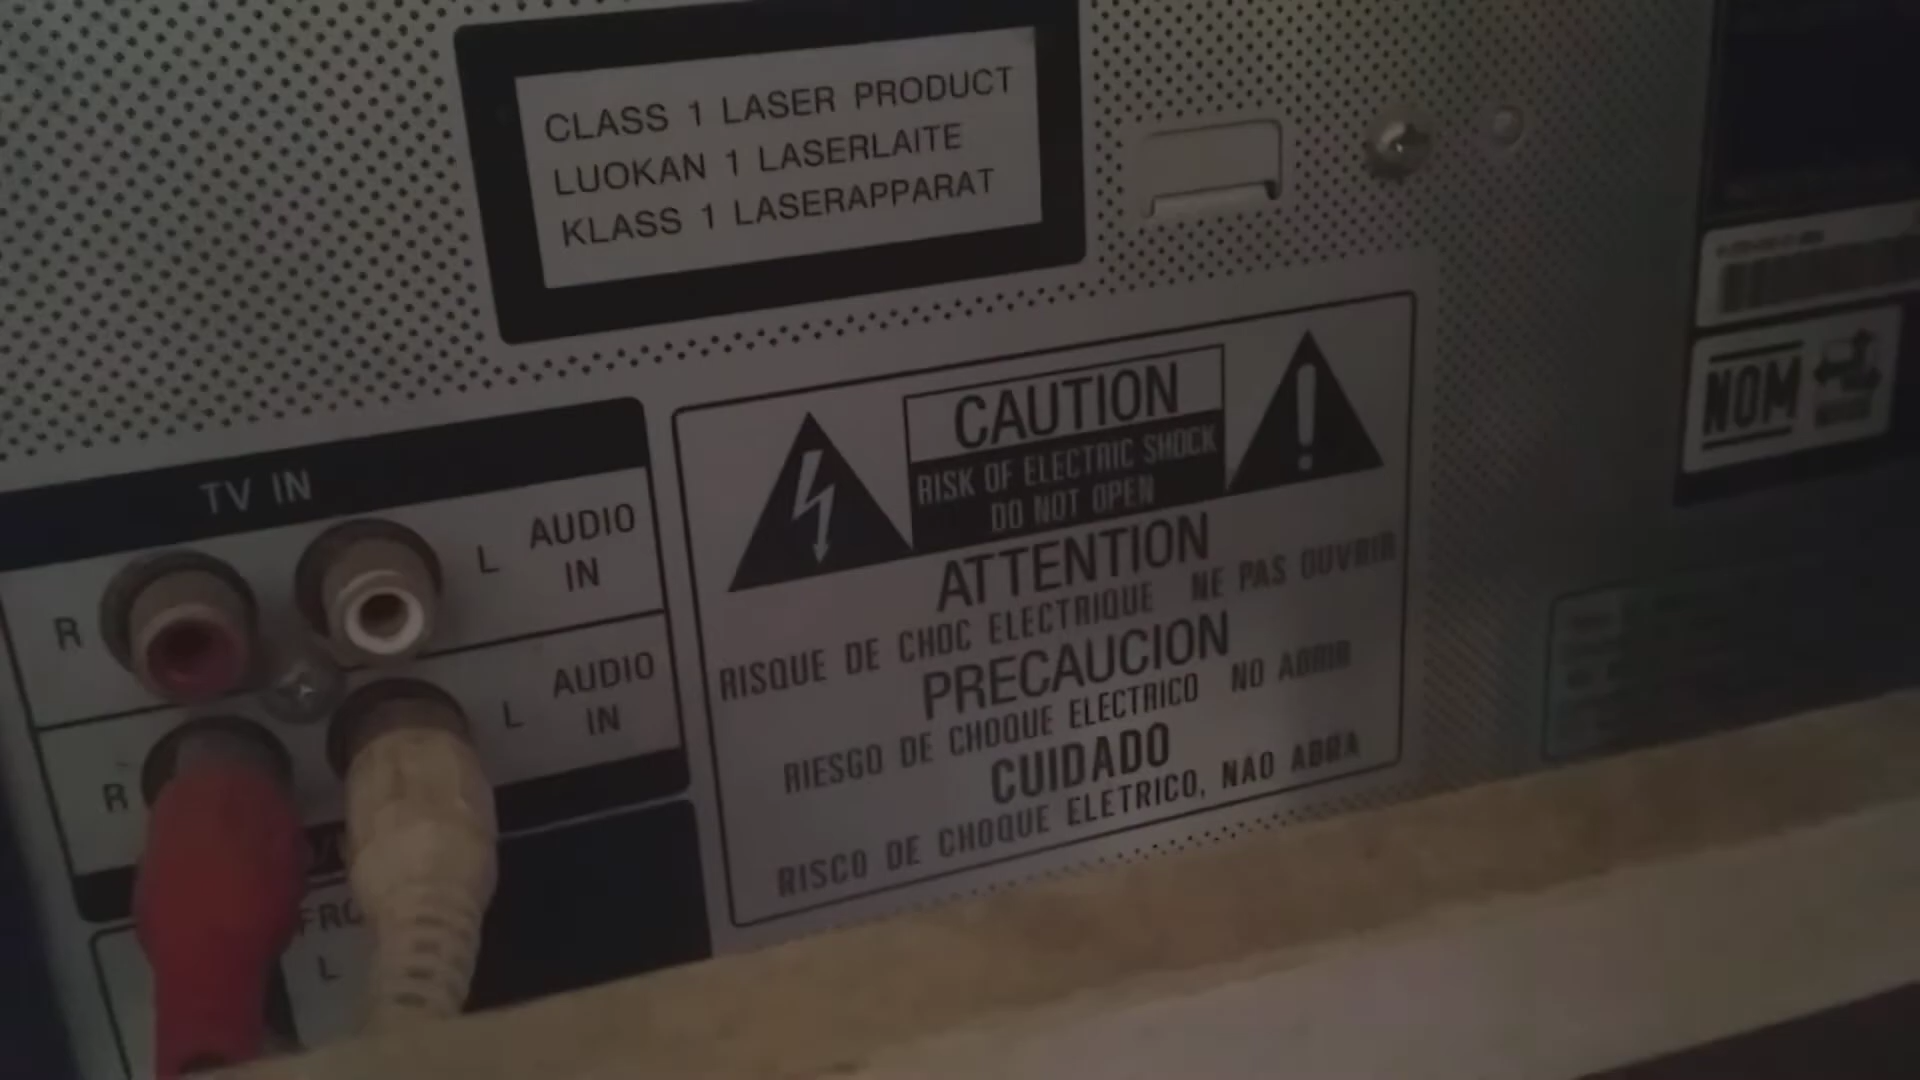 CLASS 1 LASER PRODUCT
LUOKAN 1 LASERLAITE
KLASS 1 LASERAPPARAT
NOM
CAUTION
RISK OF ELECTRIC SHOCK
DO NOT OPEN
ATTENTION
RISQUE DE CHOC ELECTRIQUE NE PAS OUVRIR
PRECAUCION
RIESGO DE CHOQUE ELECTRICO NO ABRIR
CUIDADO
RISCO DE CHOQUE ELETRICO, NAO ABRA
TV IN
R L AUDIO
IN
R L AUDIO
IN
L